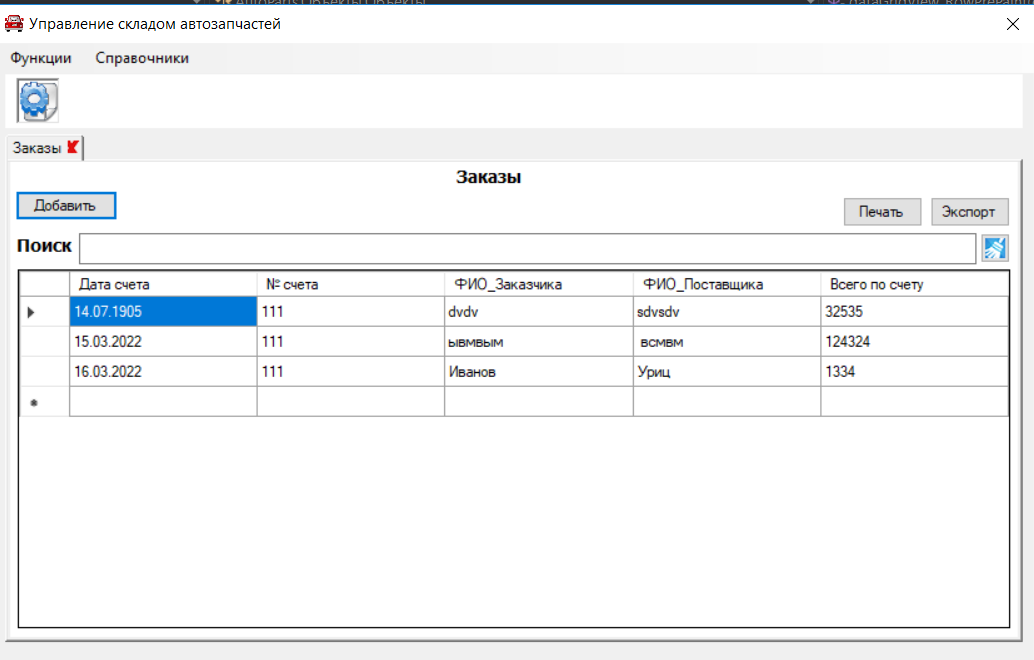 Управление складом автозапчастей
Функции Справочники
Заказы
Заказы
Добавить
Печать Экспорт
Поиск
Дата счета № счета ФИО_Заказчика ФИО_Поставщика Всего по счету
14.07.1905 111 dvdv sdvsdv 32535
15.03.2022 111 ывмвым всмвм 124324
16.03.2022 111 Иванов Уриц 1334